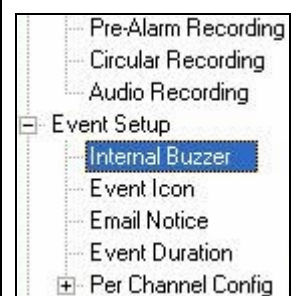 Pre-Alarm Recording
Circular Recording
Audio Recording
Event Setup
Internal Buzzer
Event Icon
Email Notice
Event Duration
Per Channel Config